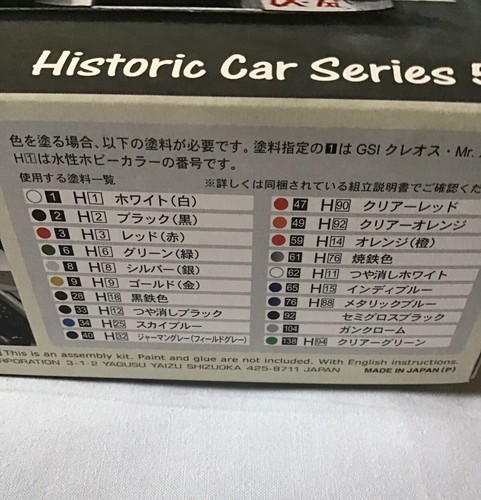 Historic Car Series 5
色を塗る場合、以下の塗料が必要です。塗料指定の1はGSI クレオス・Mr.
H1は水性ホビーカラーの番号です。
使用する塗料一覧 ※詳しくは同梱されている組立説明書でご確認くだ
1 H1 ホワイト(白)
2 H2 ブラック(黒)
3 H3 レッド(赤)
6 H6 グリーン(緑)
8 H8 シルバー(銀)
9 H9 ゴールド(金)
28 H18 黒鉄色
33 H12 つや消しブラック
34 H25 スカイブルー
40 H32 ジャーマングレー(フィールドグレー)
47 H90 クリアーレッド
49 H92 クリアーオレンジ
59 H14 オレンジ(橙)
61 H76 焼鉄色
62 H11 つや消しホワイト
65 H15 インディブルー
76 H88 メタリックブルー
92 セミグロスブラック
104 ガンクローム
138 H94 クリアーグリーン
This is an assembly kit. Paint and glue are not included. With English instructions.
RPORATION 3-1-2 YAGUSU YAIZU SHIZUOKA 425-8711 JAPAN MADE IN JAPAN (P)